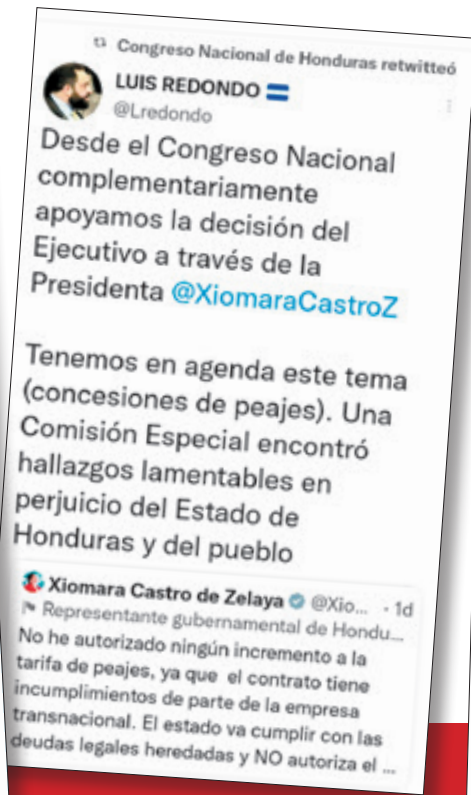 Congreso Nacional de Honduras retwitteó
LUIS REDONDO
@Lredondo
Desde el Congreso Nacional
complementariamente
apoyamos la decisión del
Ejecutivo a través de la
Presidenta @XiomaraCastroZ
Tenemos en agenda este tema
(concesiones de peajes). Una
Comisión Especial encontró
hallazgos lamentables en
perjuicio del Estado de
Honduras y del pueblo
Xiomara Castro de Zelaya @Xio... · 1d
Representante gubernamental de Hondu...
No he autorizado ningún incremento a la
tarifa de peajes, ya que el contrato tiene
incumplimientos de parte de la empresa
transnacional. El estado va cumplir con las
deudas legales heredadas y NO autoriza el ...